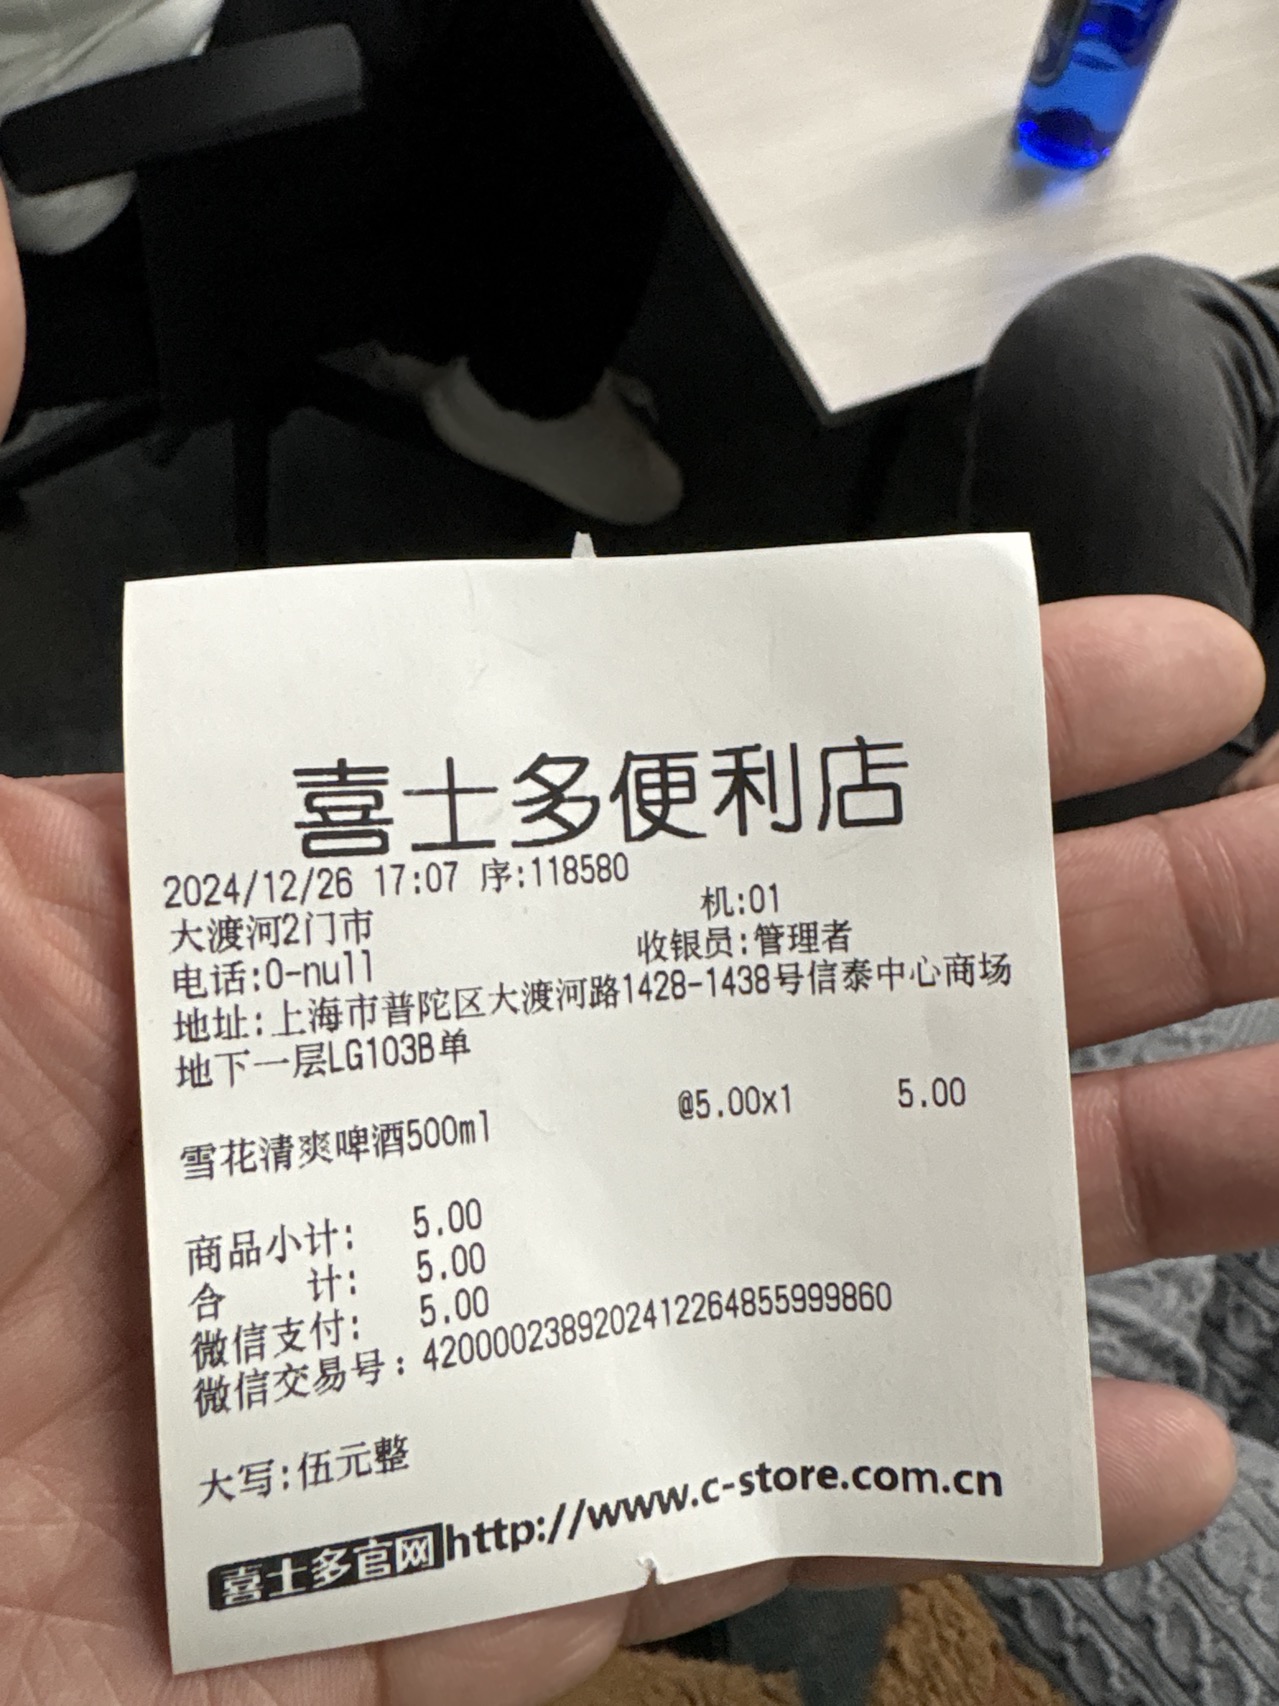 喜士多便利店
2024/12/26 17:07 序:118580
大渡河2门市 机:01
电话:0-null 收银员:管理者
地址:上海市普陀区大渡河路1428-1438号信泰中心商场
地下一层LG103B单
雪花清爽啤酒500ml @5.00x1 5.00
商品小计: 5.00
合 计: 5.00
微信支付: 5.00
微信交易号: 4200002389202412264855999860
大写:伍元整
喜士多官网http://www.c-store.com.cn